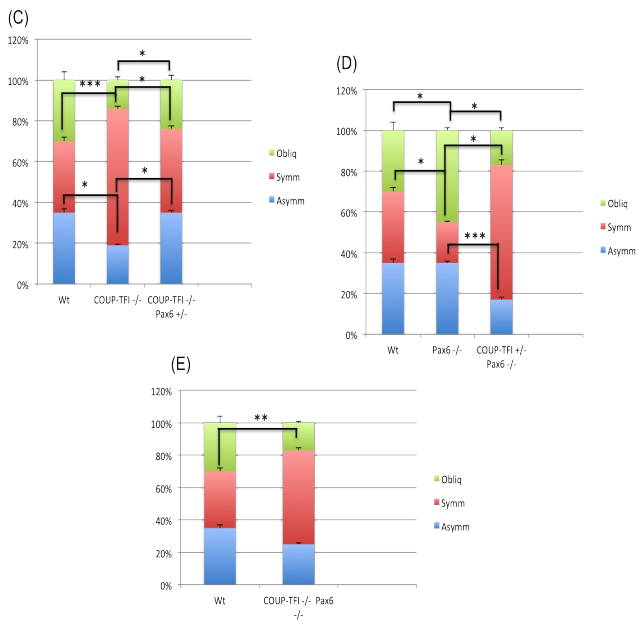 (C)
120%
100%
80%
60%
40%
20%
0%
*
***
*
*
*
Obliq
Symm
Asymm
Wt
COUP-TFI -/-
COUP-TFI -/-
Pax6 +/-
(D)
120%
100%
80%
60%
40%
20%
0%
*
*
*
*
***
Obliq
Symm
Asymm
Wt
Pax6 -/-
COUP-TFI +/-
Pax6 -/-
(E)
120%
100%
80%
60%
40%
20%
0%
**
Obliq
Symm
Asymm
Wt
COUP-TFI -/- Pax6
-/-